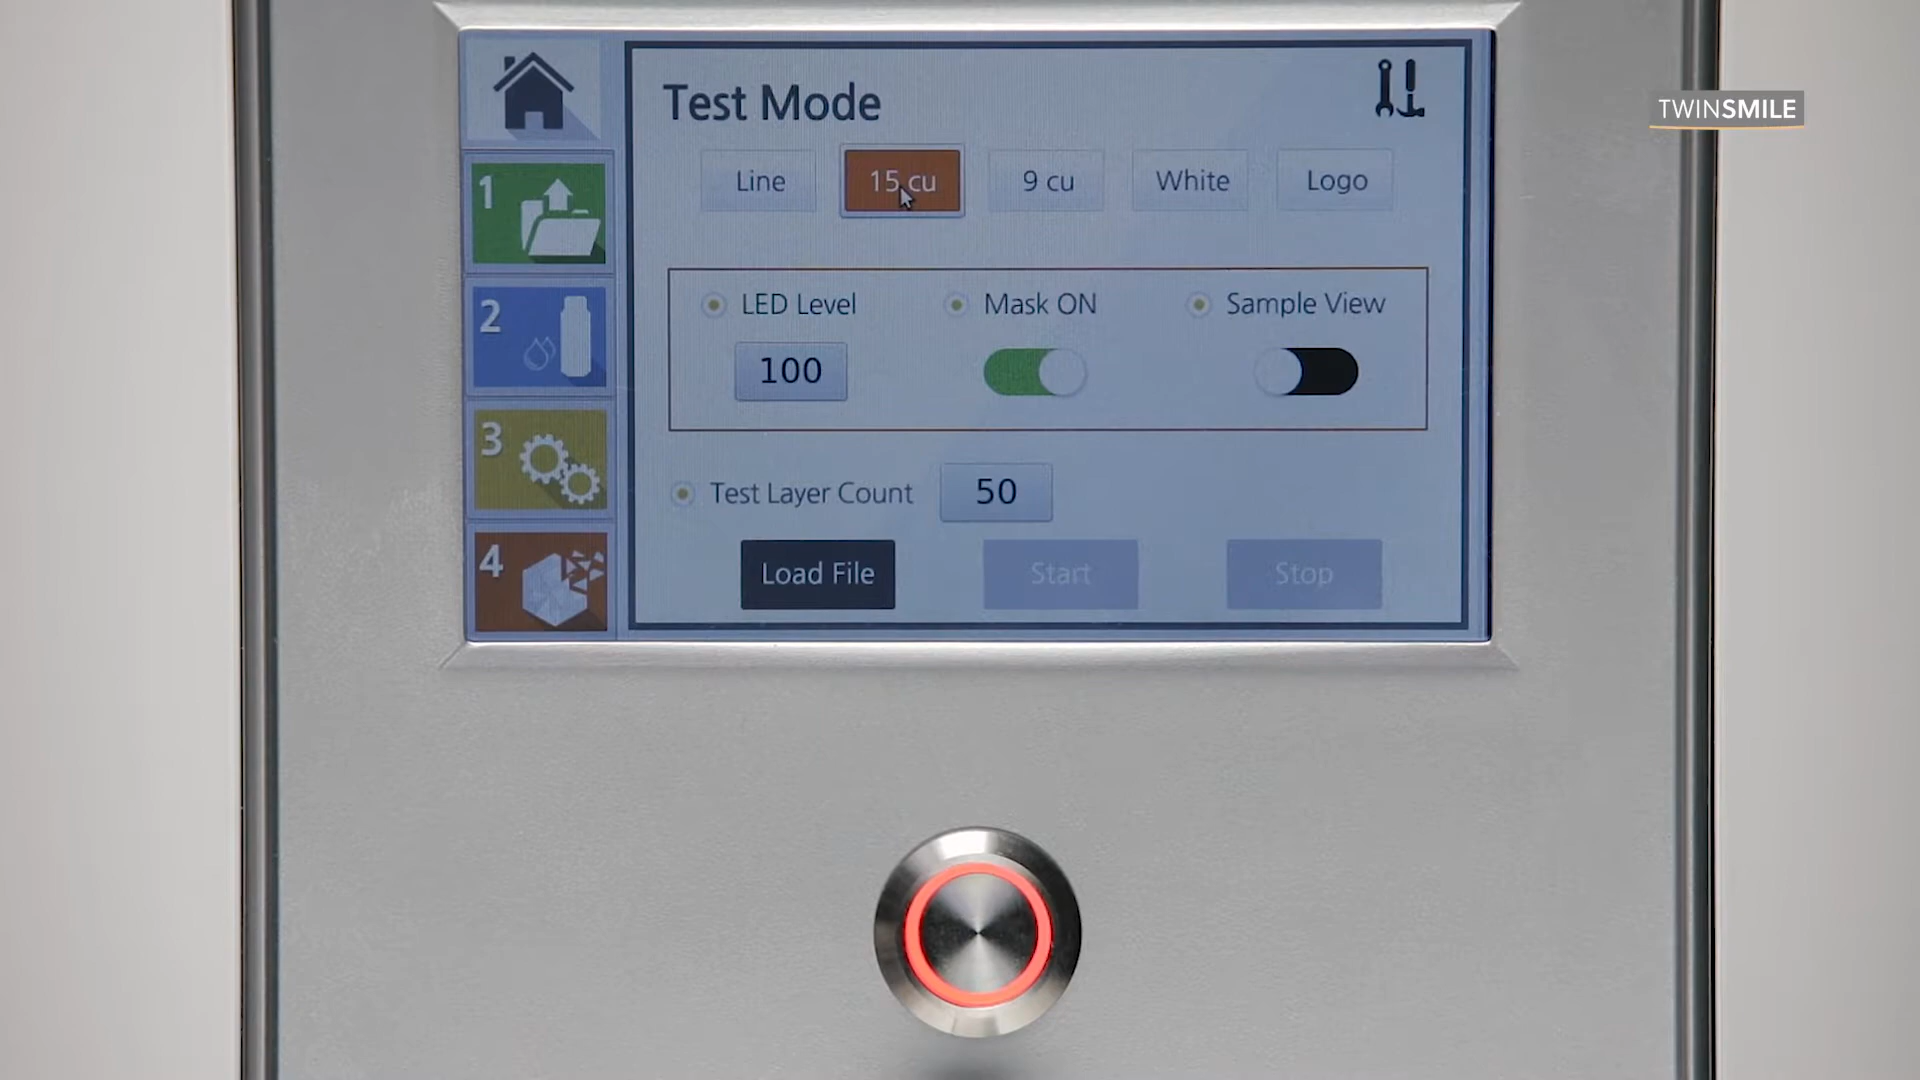 TWINSMILE
Test Mode
Line
15 cu
9 cu
White
Logo
1
2
3
4
LED Level
Mask ON
Sample View
100
Test Layer Count
50
Load File
Start
Stop